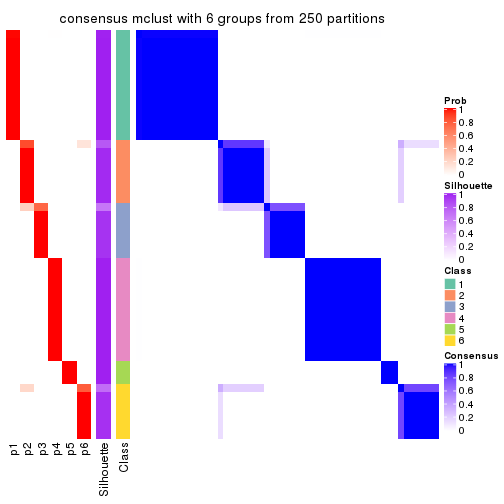 consensus mclust with 6 groups from 250 partitions
Prob
1
0.8
0.6
0.4
0.2
0
Silhouette
1
0.8
0.6
0.4
0.2
0
Class
1
2
3
4
5
6
Consensus
1
0.8
0.6
0.4
0.2
0
p1
p2
p3
p4
p5
p6
Silhouette
Class